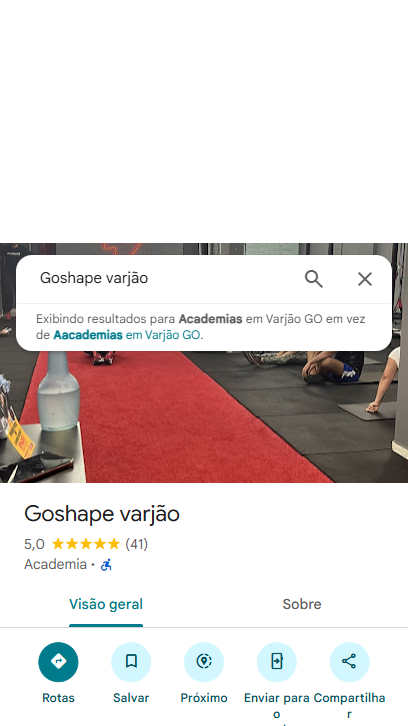 Goshape varjão
Exibindo resultados para Academias em Varjão GO em vez
de Aacademias em Varjão GO.
Goshape varjão
5,0 (41)
Academia ·
Visão geral
Sobre
Rotas
Salvar
Próximo
Enviar para
o
Compartilha
r